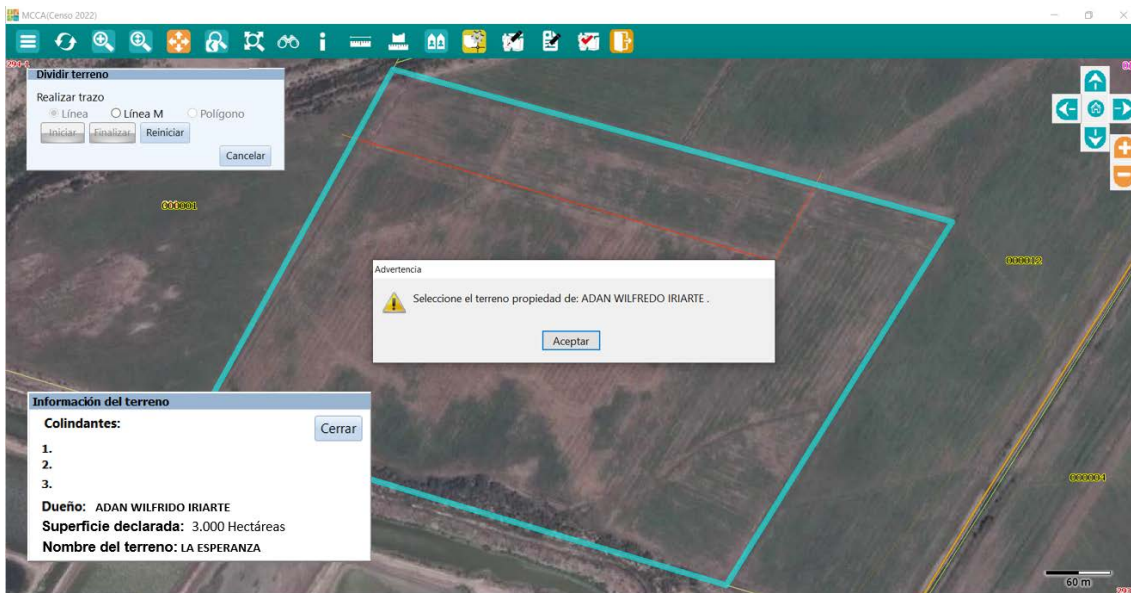 MCCA(Censo 2022)
Dividir terreno
Realizar trazo
Línea Línea M Polígono
Iniciar Finalizar Reiniciar
Cancelar
000001
000012
Advertencia
Seleccione el terreno propiedad de: ADAN WILFREDO IRIARTE .
Aceptar
Información del terreno
Colindantes:
Cerrar
1.
2.
3.
Dueño: ADAN WILFRIDO IRIARTE
Superficie declarada: 3.000 Hectáreas
Nombre del terreno: LA ESPERANZA
000004
60 m